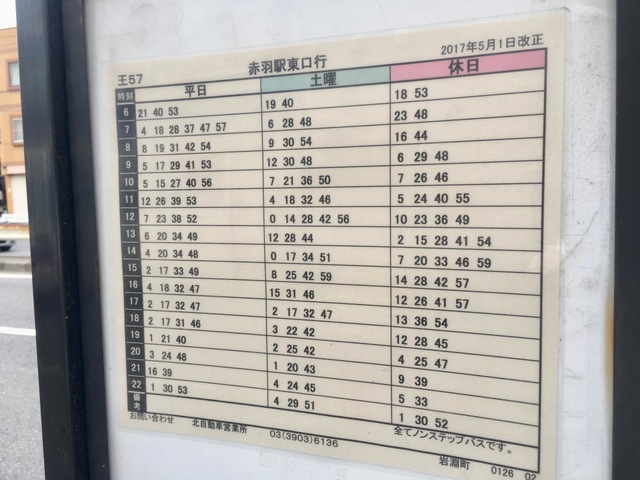 王57 赤羽駅東口行 2017年5月1日改正
時刻 平日 土曜 休日
6 21 40 53 19 40 18 53
7 4 18 28 37 47 57 6 28 48 23 48
8 8 19 31 42 54 9 30 54 16 44
9 5 17 29 41 53 12 30 48 6 29 48
10 5 15 27 40 56 7 21 36 50 7 26 46
11 12 26 39 53 4 18 32 46 5 24 40 55
12 7 23 38 52 0 14 28 42 56 10 23 36 49
13 6 20 34 49 12 28 44 2 15 28 41 54
14 4 20 34 48 0 17 34 51 7 20 33 46 59
15 2 17 33 49 8 25 42 59 14 28 42 57
16 4 18 32 47 15 31 46 12 26 41 57
17 2 17 32 47 2 17 32 47 13 36 54
18 2 17 31 46 3 22 42 12 28 45
19 1 21 40 2 25 42 4 25 47
20 3 24 48 1 20 43 9 39
21 16 39 4 24 45 5 33
22 1 30 53 4 29 51 1 30 52
備考 全てノンステップバスです。
お問い合わせ 北自動車営業所 03(3903)6136 岩淵町 0126 02